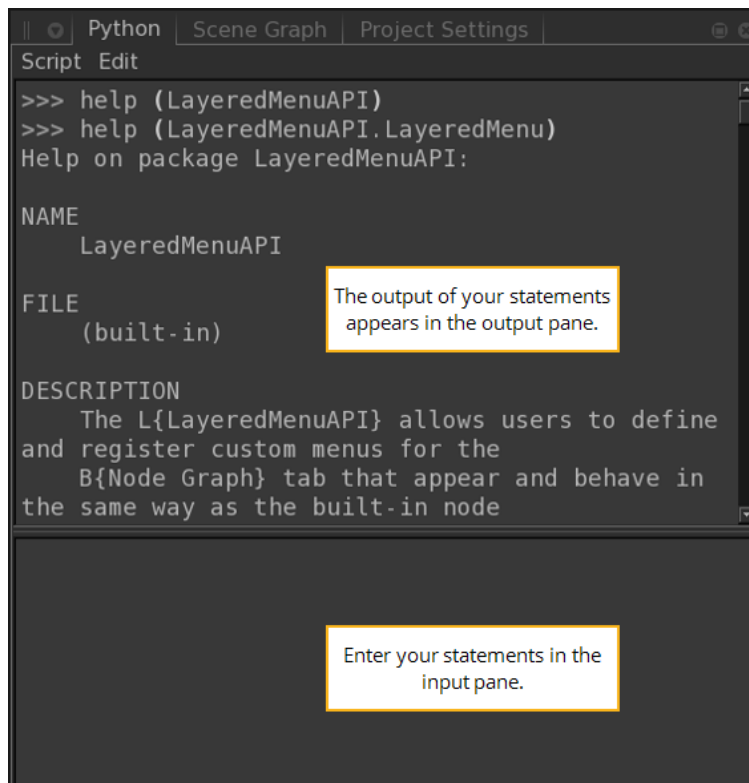 Python Scene Graph Project Settings
Script Edit
>>> help (LayeredMenuAPI)
>>> help (LayeredMenuAPI.LayeredMenu)
Help on package LayeredMenuAPI:
NAME
LayeredMenuAPI
FILE
(built-in)
The output of your statements
appears in the output pane.
DESCRIPTION
The L{LayeredMenuAPI} allows users to define
and register custom menus for the
B{Node Graph} tab that appear and behave in
the same way as the built-in node
Enter your statements in the
input pane.